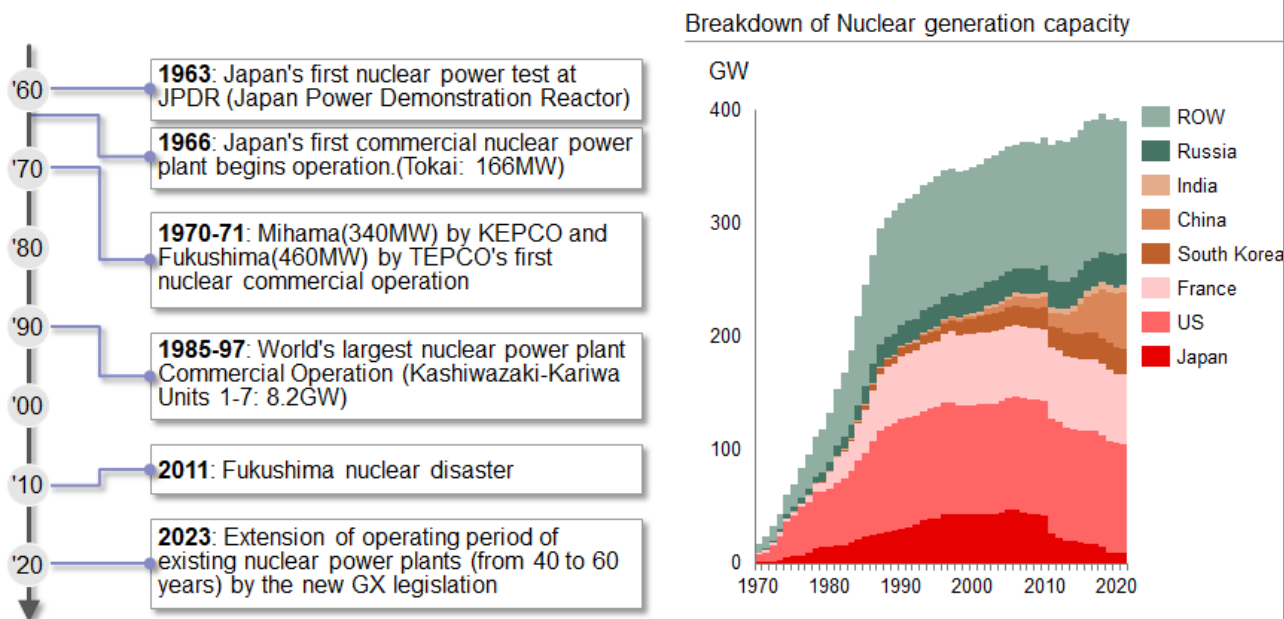 '60
'70
'80
'90
'00
'10
'20
1963: Japan's first nuclear power test at
JPDR (Japan Power Demonstration Reactor)
1966: Japan's first commercial nuclear power
plant begins operation.(Tokai: 166MW)
1970-71: Mihama(340MW) by KEPCO and
Fukushima(460MW) by TEPCO's first
nuclear commercial operation
1985-97: World's largest nuclear power plant
Commercial Operation (Kashiwazaki-Kariwa
Units 1-7: 8.2GW)
2011: Fukushima nuclear disaster
2023: Extension of operating period of
existing nuclear power plants (from 40 to 60
years) by the new GX legislation
Breakdown of Nuclear generation capacity
GW
400
300
200
100
0
1970
1980
1990
2000
2010
2020
ROW
Russia
India
China
South Korea
France
US
Japan